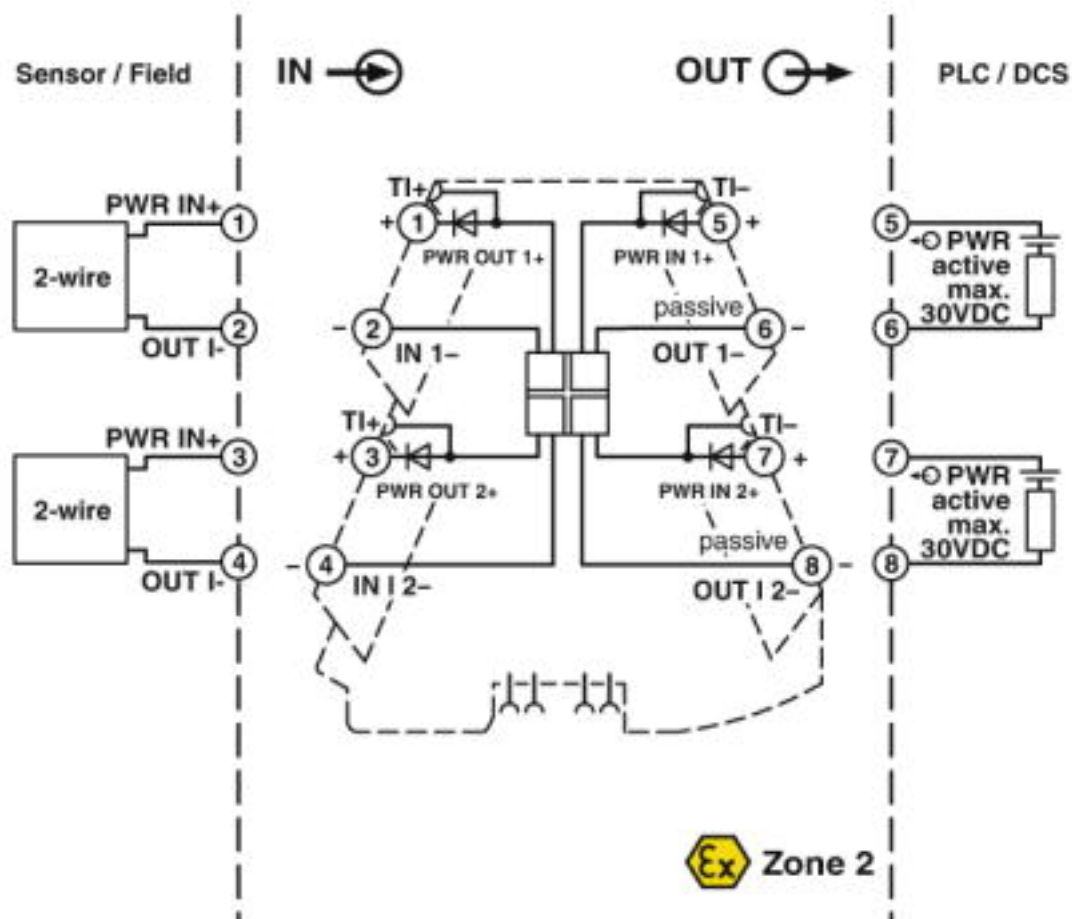 Sensor / Field
IN
OUT
PLC / DCS
TI+
TI–
PWR IN+
1
+
1
5
+
5
PWR
active
max.
30VDC
2-wire
PWR OUT 1+
PWR IN 1+
passive
2
OUT I-
–
2
IN 1–
OUT 1–
6
–
6
TI+
TI–
PWR IN+
3
+
3
7
+
7
PWR
active
max.
30VDC
2-wire
PWR OUT 2+
PWR IN 2+
passive
4
OUT I-
–
4
IN I 2–
OUT I 2–
8
–
8
Ex Zone 2